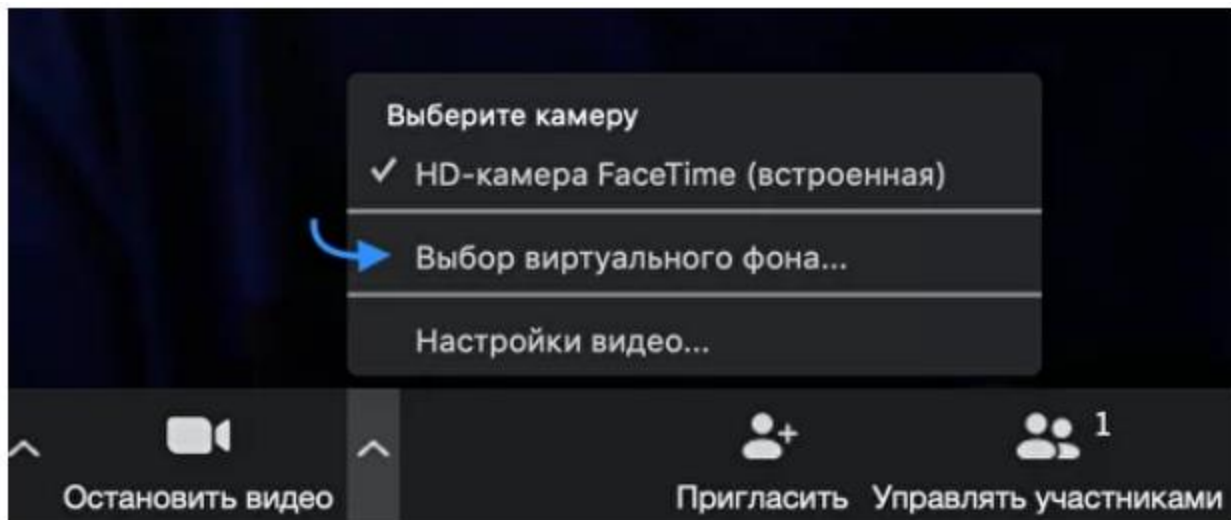 Выберите камеру
HD-камера FaceTime (встроенная)
Выбор виртуального фона...
Настройки видео...
1
Остановить видео
Пригласить
Управлять участниками